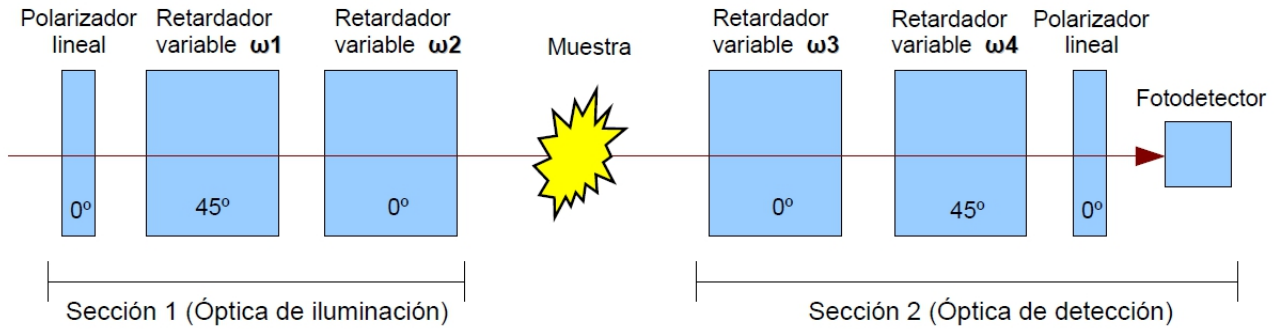 Polarizador
lineal
Retardador
variable ω1
Retardador
variable ω2
Muestra
Retardador
variable ω3
Retardador
variable ω4
Polarizador
lineal
Fotodetector
0º
45º
0º
0º
45º
0º
Sección 1 (Óptica de iluminación)
Sección 2 (Óptica de detección)